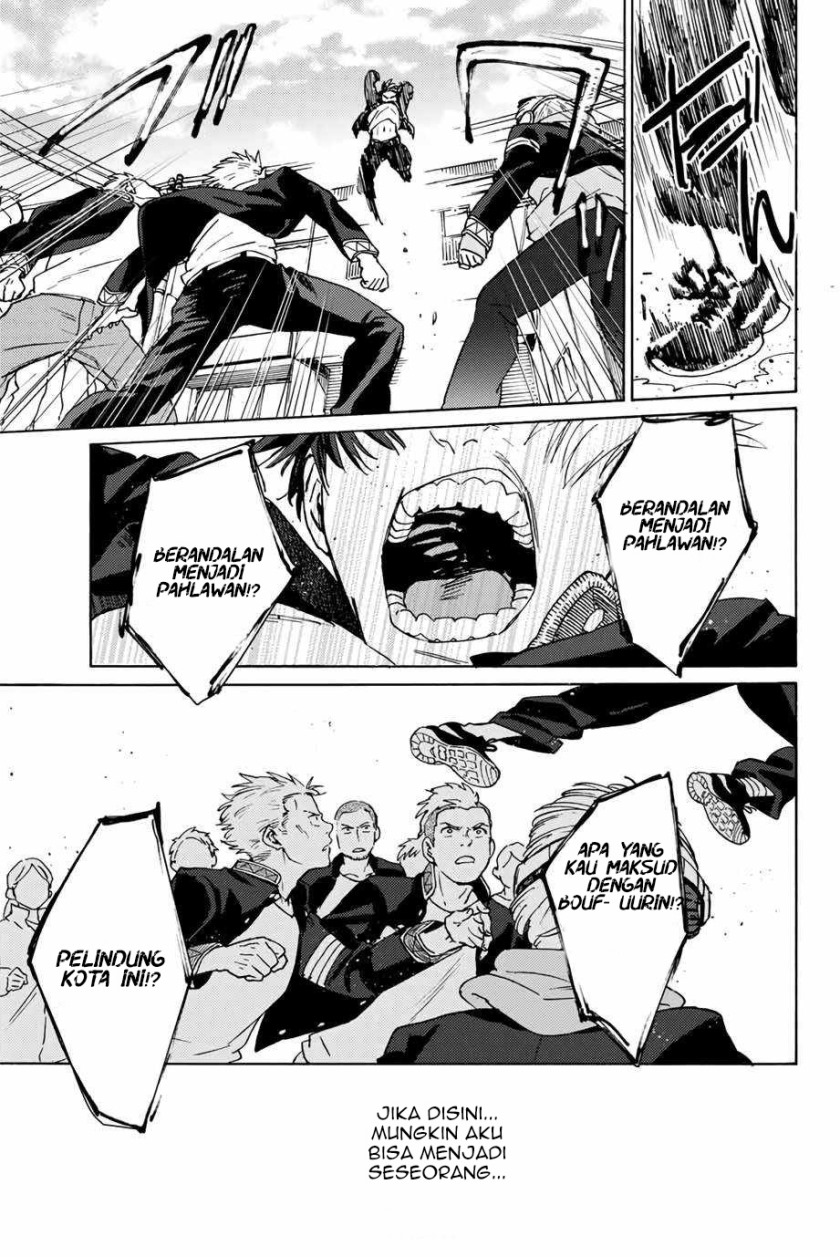 BERANDALAN
MENJADI
PAHLAWAN!?
BERANDALAN
MENJADI
PAHLAWAN!?
APA YANG
KAU MAKSUD
DENGAN
BOUF- UURIN!?
PELINDUNG
KOTA INI!?
JIKA DISINI...
MUNGKIN AKU
BISA MENJADI
SESEORANG...